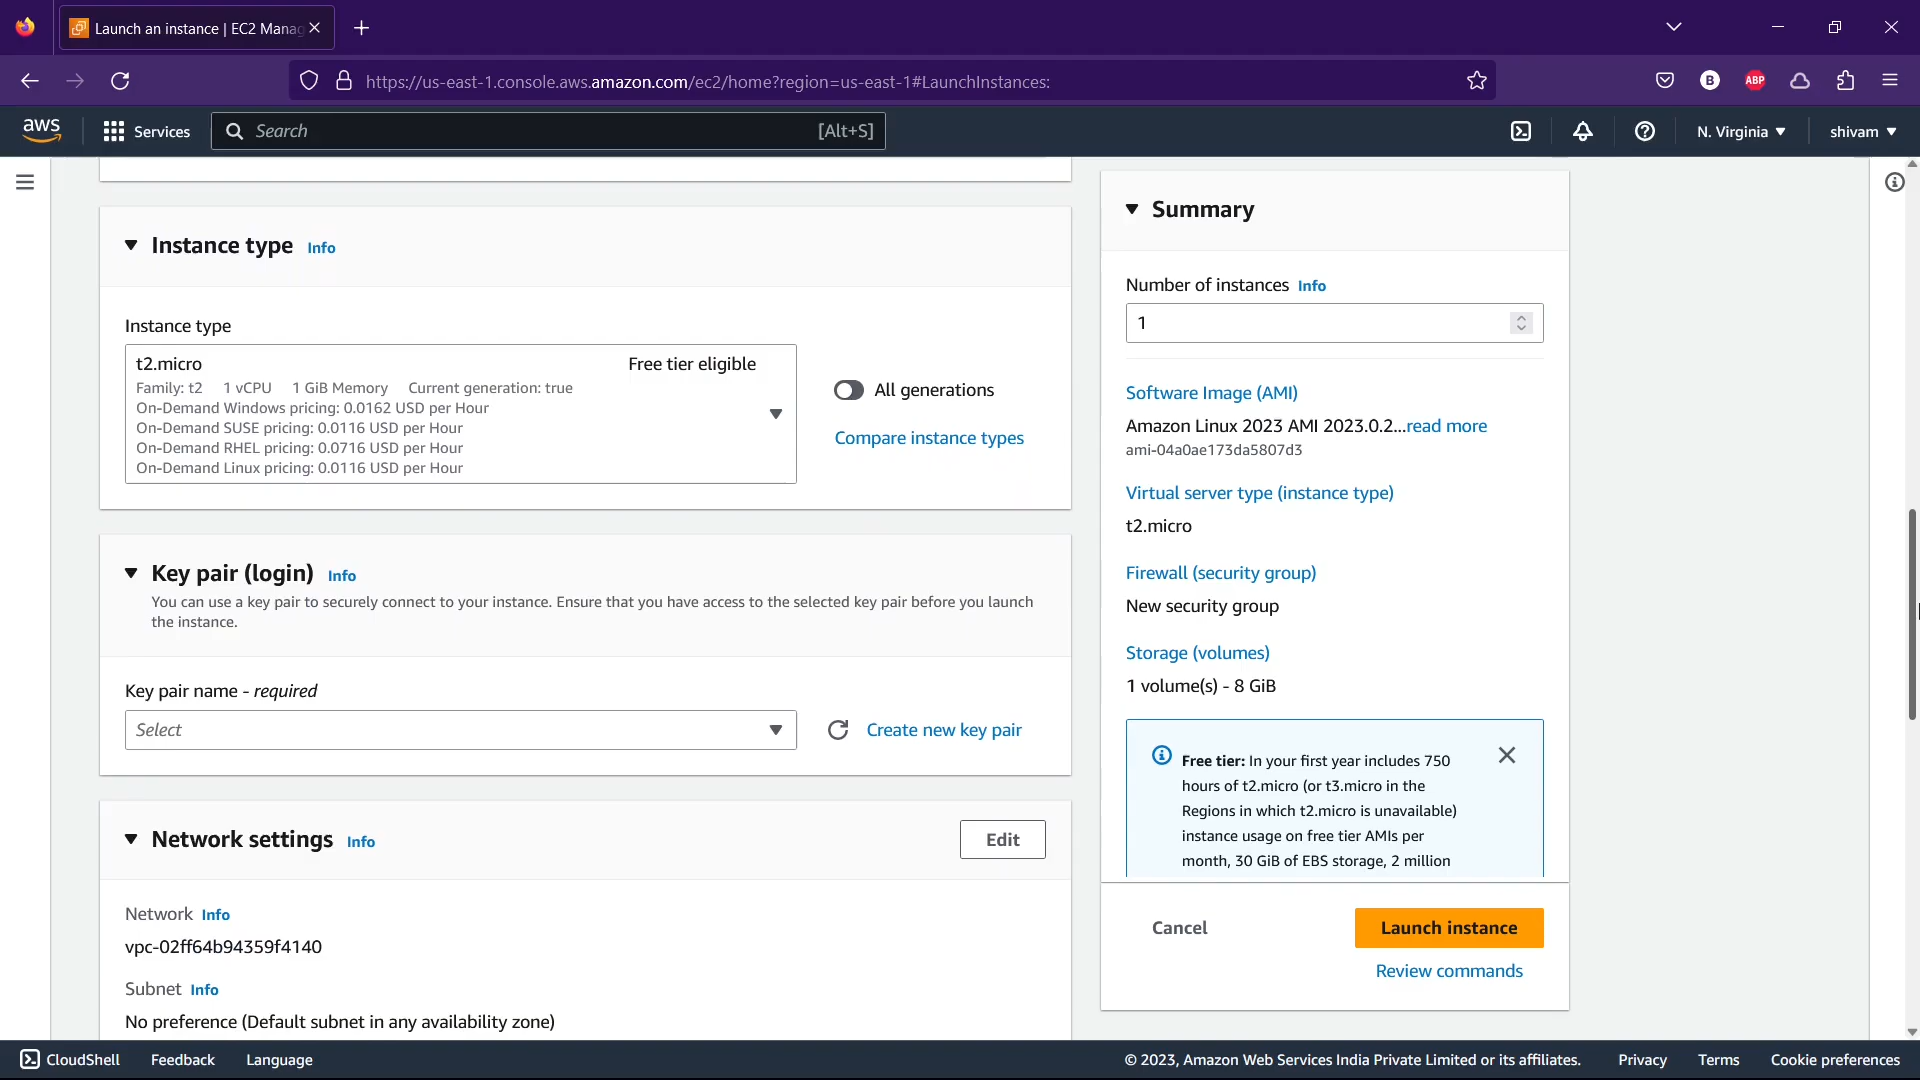 Launch an instance | EC2 Manag
https://us-east-1.console.aws.amazon.com/ec2/home?region=us-east-1#LaunchInstances:
B
ABP
aws
Services
Search
[Alt+S]
N. Virginia
shivam
Instance type Info
Instance type
t2.micro
Free tier eligible
Family: t2 1 vCPU 1 GiB Memory Current generation: true
On-Demand Windows pricing: 0.0162 USD per Hour
On-Demand SUSE pricing: 0.0116 USD per Hour
On-Demand RHEL pricing: 0.0716 USD per Hour
On-Demand Linux pricing: 0.0116 USD per Hour
All generations
Compare instance types
Key pair (login) Info
You can use a key pair to securely connect to your instance. Ensure that you have access to the selected key pair before you launch
the instance.
Key pair name - required
Select
Create new key pair
Network settings Info
Edit
Network Info
vpc-02ff64b94359f4140
Subnet Info
No preference (Default subnet in any availability zone)
Summary
Number of instances Info
1
Software Image (AMI)
Amazon Linux 2023 AMI 2023.0.2...read more
ami-04a0ae173da5807d3
Virtual server type (instance type)
t2.micro
Firewall (security group)
New security group
Storage (volumes)
1 volume(s) - 8 GiB
Free tier: In your first year includes 750
hours of t2.micro (or t3.micro in the
Regions in which t2.micro is unavailable)
instance usage on free tier AMIs per
month, 30 GiB of EBS storage, 2 million
Cancel
Launch instance
Review commands
CloudShell
Feedback
Language
© 2023, Amazon Web Services India Private Limited or its affiliates.
Privacy
Terms
Cookie preferences